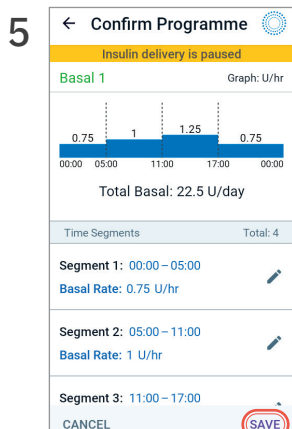 5
Confirm Programme
Insulin delivery is paused
Basal 1 Graph: U/hr
0.75 1 1.25 0.75
00:00 05:00 11:00 17:00 00:00
Total Basal: 22.5 U/day
Time Segments Total: 4
Segment 1: 00:00 – 05:00
Basal Rate: 0.75 U/hr
Segment 2: 05:00 – 11:00
Basal Rate: 1 U/hr
Segment 3: 11:00 – 17:00
CANCEL SAVE